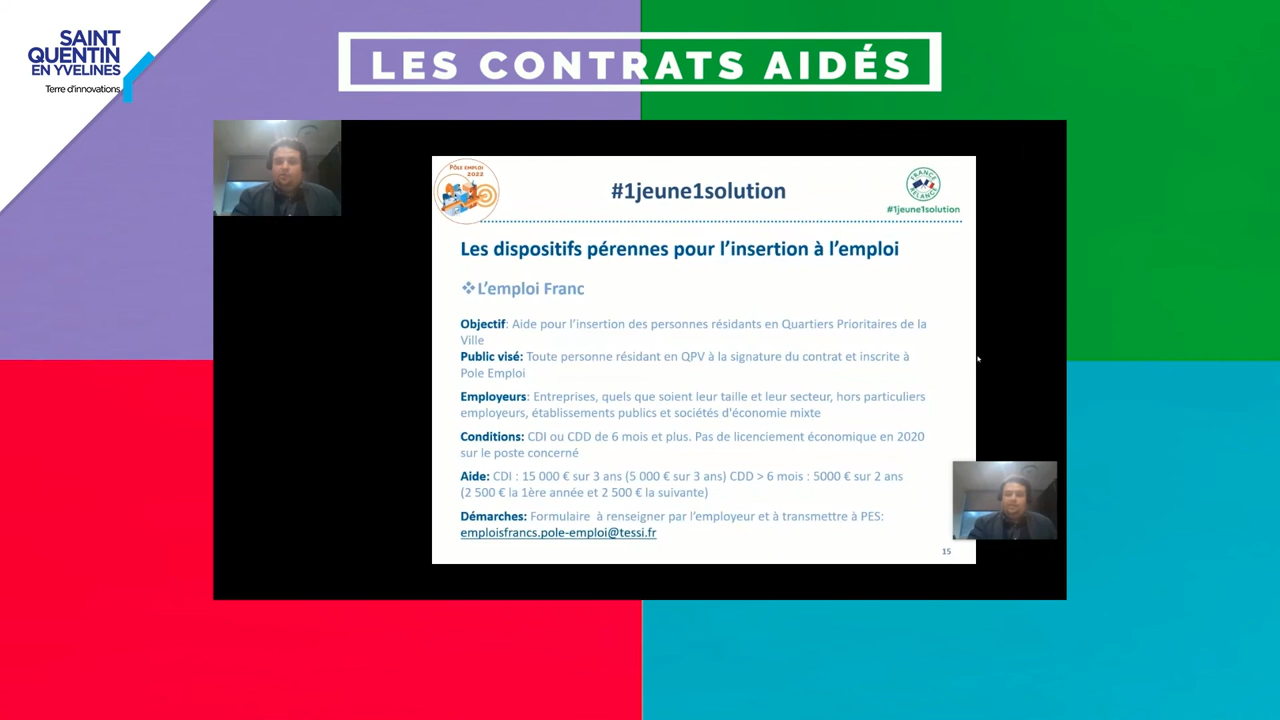 SAINT
QUENTIN
EN YVELINES
Terre d'innovations
LES CONTRATS AIDÉS
PÔLE EMPLOI
2022
#1jeune1solution
FRANCE
RELANCE
#1jeune1solution
Les dispositifs pérennes pour l'insertion à l'emploi
❖L'emploi Franc
Objectif: Aide pour l'insertion des personnes résidants en Quartiers Prioritaires de la
Ville
Public visé: Toute personne résidant en QPV à la signature du contrat et inscrite à
Pole Emploi
Employeurs: Entreprises, quels que soient leur taille et leur secteur, hors particuliers
employeurs, établissements publics et sociétés d'économie mixte
Conditions: CDI ou CDD de 6 mois et plus. Pas de licenciement économique en 2020
sur le poste concerné
Aide: CDI : 15 000 € sur 3 ans (5 000 € sur 3 ans) CDD > 6 mois : 5000 € sur 2 ans
(2 500 € la 1ère année et 2 500 € la suivante)
Démarches: Formulaire à renseigner par l'employeur et à transmettre à PES:
emploisfrancs.pole-emploi@tessi.fr
15